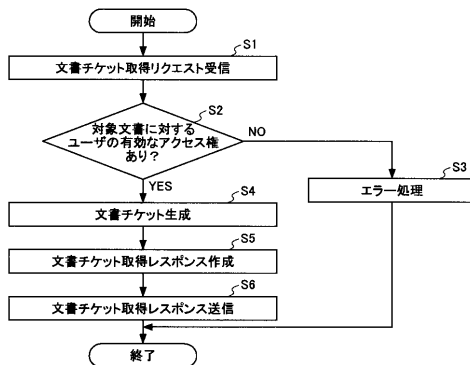 開始
S1
文書チケット取得リクエスト受信
S2
対象文書に対する
ユーザの有効なアクセス権
あり?
NO
YES
S3
エラー処理
S4
文書チケット生成
S5
文書チケット取得レスポンス作成
S6
文書チケット取得レスポンス送信
終了